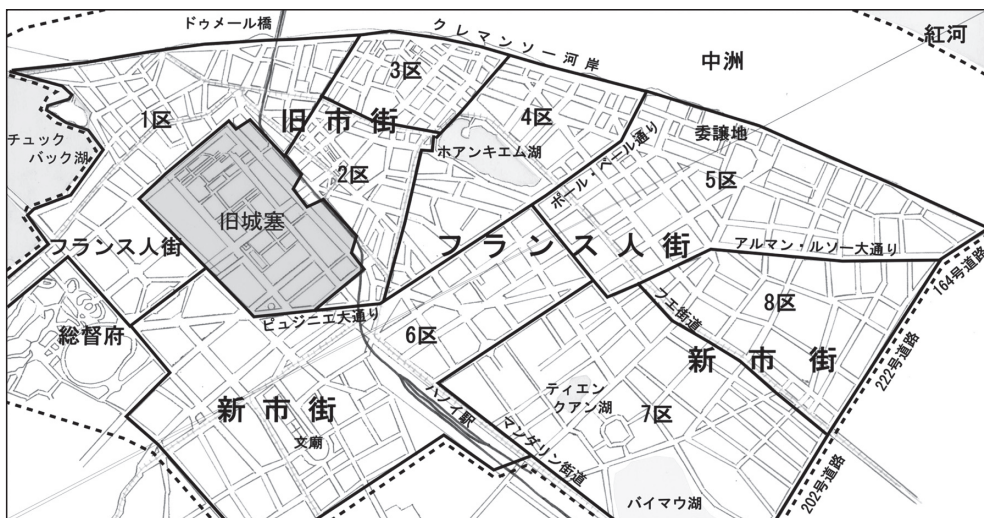 ドゥメール橋
クレマンソー河岸
中洲
紅河
3区
1区
旧市街
4区
委譲地
チュック
バック湖
ホアンキエム湖
ポール・ベール通り
5区
2区
旧城塞
フランス人街
フランス人街
アルマン・ルソー大通り
164号道路
ピュジニエ大通り
6区
フエ街道
8区
総督府
新市街
222号道路
新市街
ハノイ駅
ティエン
クアン湖
7区
文廟
マンダリン街道
バイマウ湖
202号道路